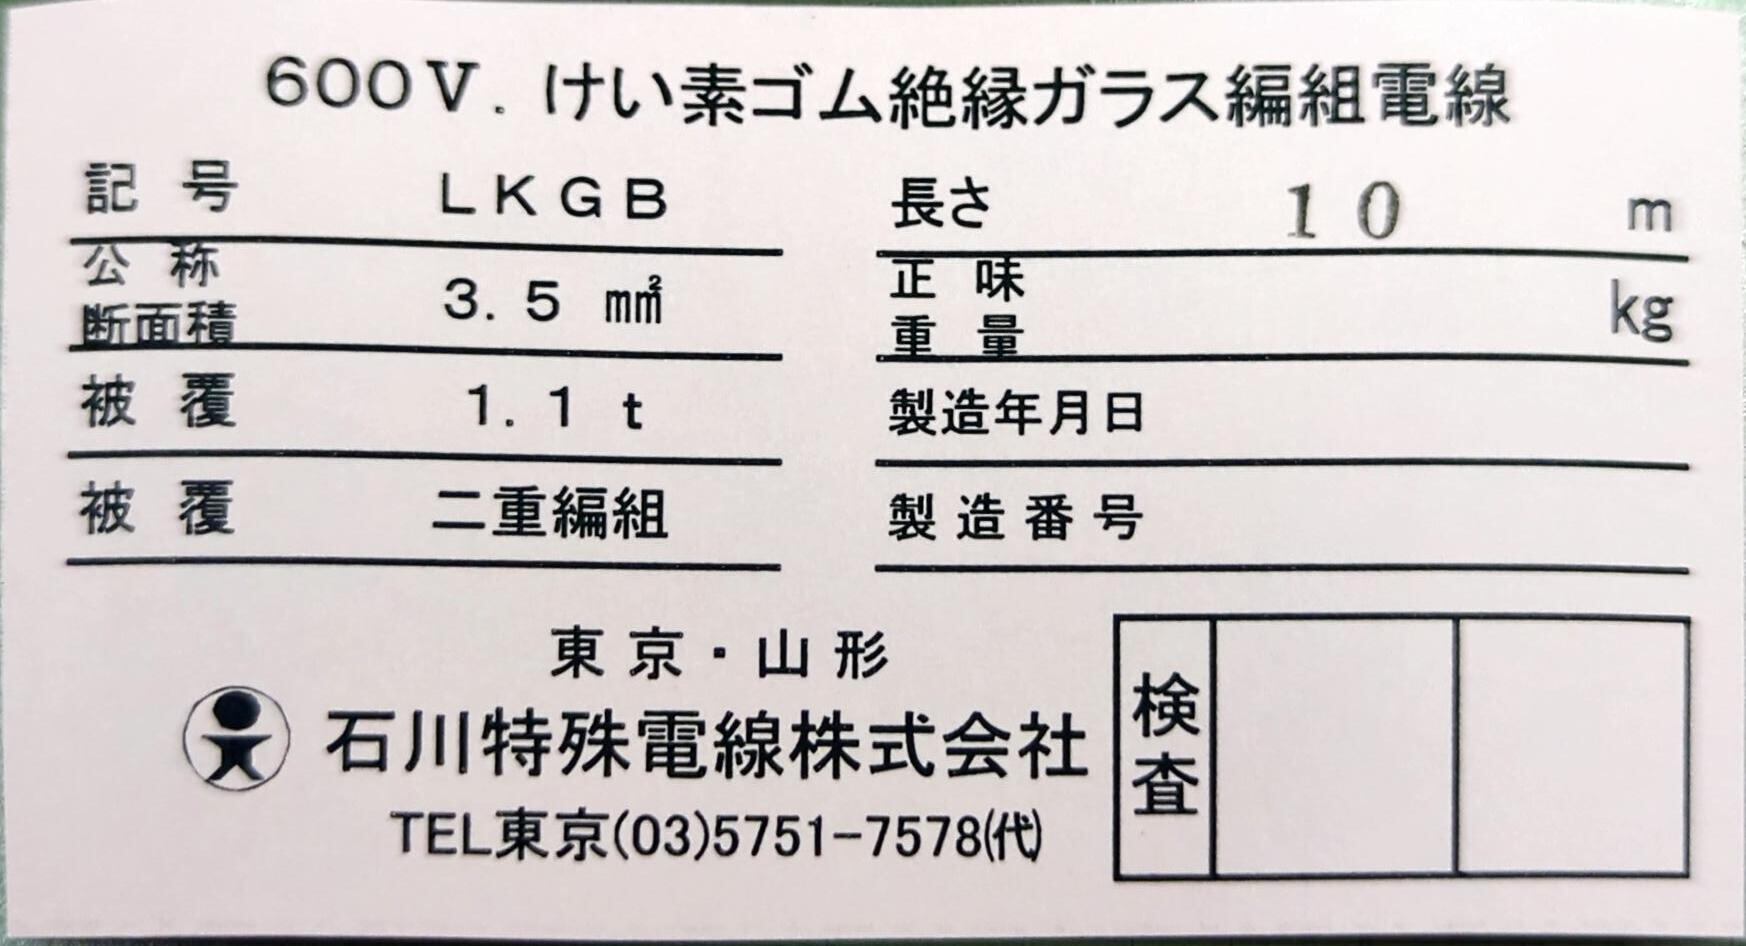 600V. けい素ゴム絶縁ガラス編組電線
記号 LKGB
公称断面積 3.5 ㎟
被覆 1.1 t
被覆 二重編組
長さ 10 m
正味重量 kg
製造年月日
製造番号
東京・山形
石川特殊電線株式会社
TEL東京(03)5751-7578㈹
検査